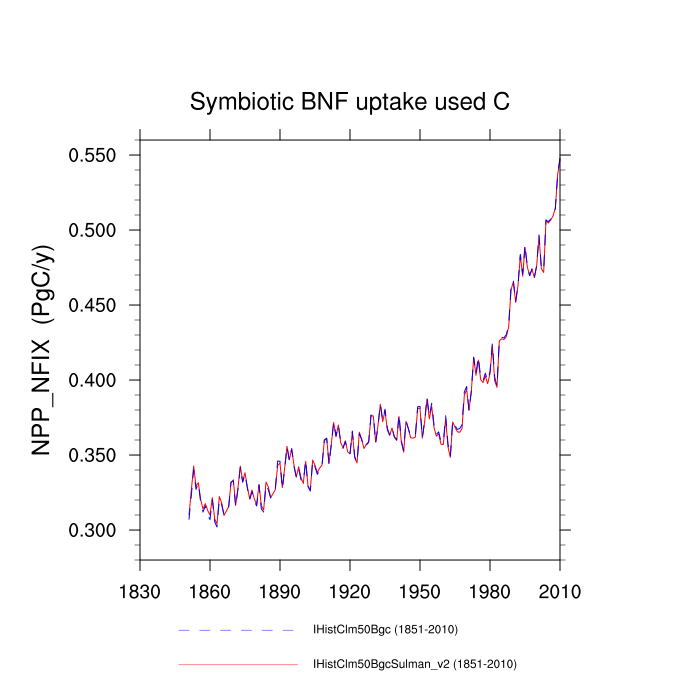 Symbiotic BNF uptake used C
NPP_NFIX (PgC/y)
0.550
0.500
0.450
0.400
0.350
0.300
1830 1860 1890 1920 1950 1980 2010
IHistClm50Bgc (1851-2010)
IHistClm50BgcSulman_v2 (1851-2010)